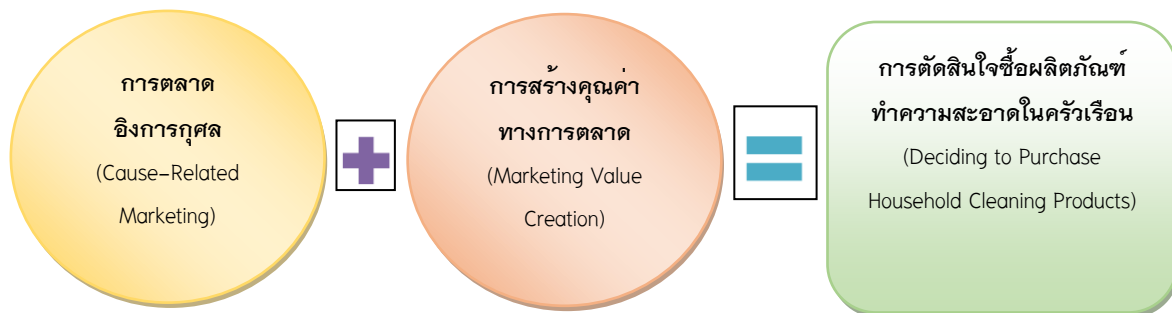 การตลาด
อิงการกุศล
(Cause–Related
Marketing)
+
การสร้างคุณค่า
ทางการตลาด
(Marketing Value
Creation)
=
การตัดสินใจซื้อผลิตภัณฑ์
ทำความสะอาดในครัวเรือน
(Deciding to Purchase
Household Cleaning Products)